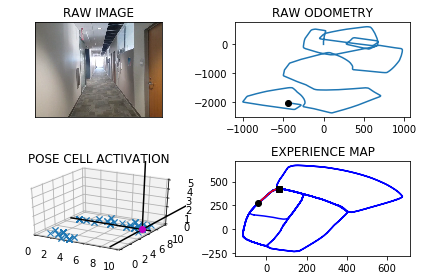 RAW IMAGE
RAW ODOMETRY
0
−1000
−2000
−1000 −500 0 500 1000
POSE CELL ACTIVATION
0 2 4 6 8 10
0 2 4 6 8 10
0 1 2 3 4 5
EXPERIENCE MAP
500
250
0
−250
0 200 400 600